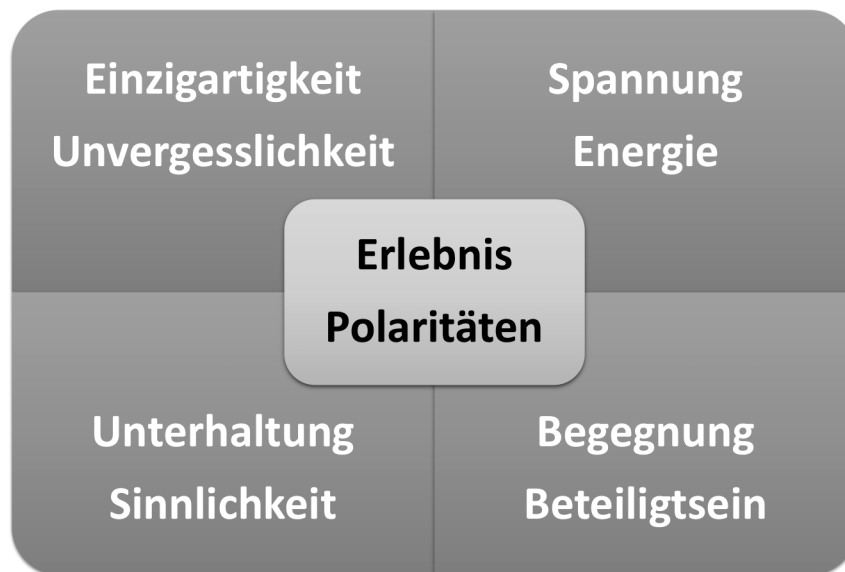 Einzigartigkeit
Unvergesslichkeit
Spannung
Energie
Erlebnis
Polaritäten
Unterhaltung
Sinnlichkeit
Begegnung
Beteiligtsein